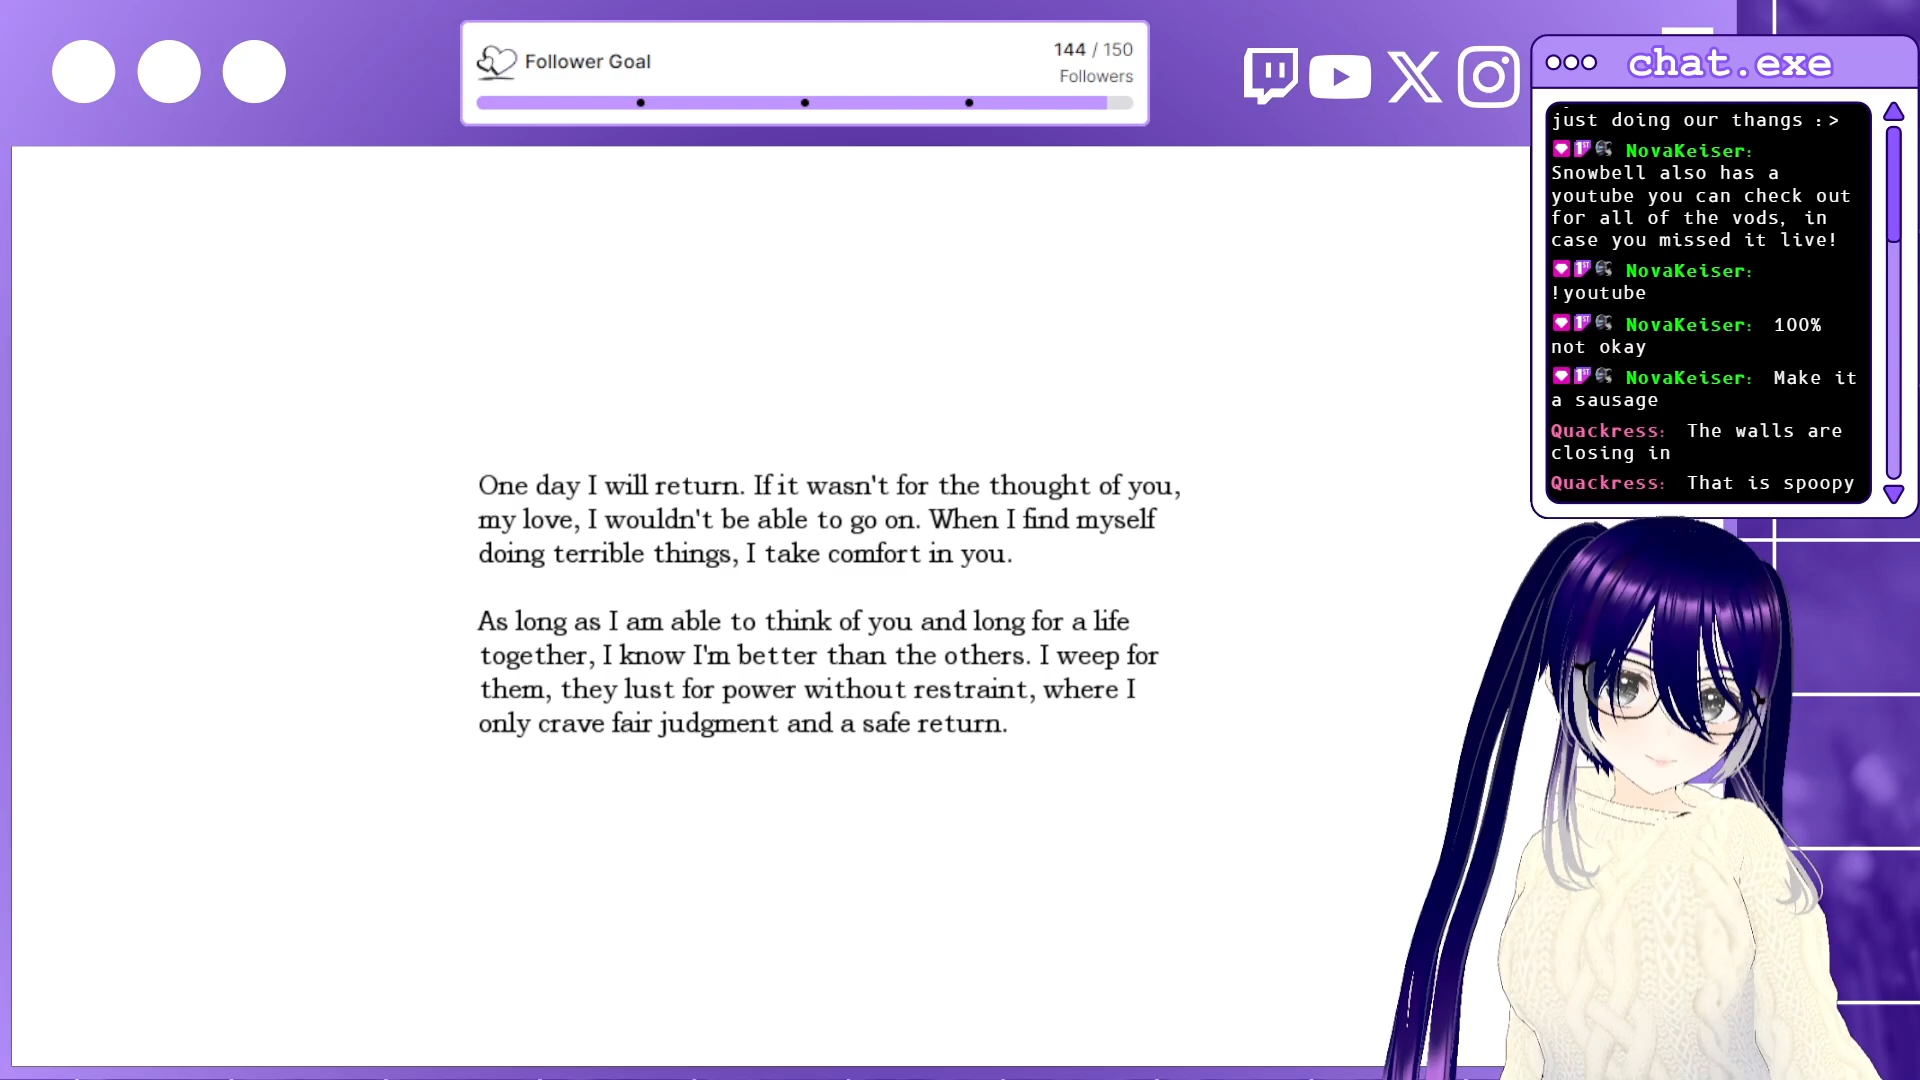 Follower Goal
144 / 150
Followers
chat.exe
just doing our thangs :>
NovaKeiser:
Snowbell also has a
youtube you can check out
for all of the vods, in
case you missed it live!
NovaKeiser:
!youtube
NovaKeiser: 100%
not okay
NovaKeiser: Make it
a sausage
Quackress: The walls are
closing in
Quackress: That is spoopy
One day I will return. If it wasn't for the thought of you,
my love, I wouldn't be able to go on. When I find myself
doing terrible things, I take comfort in you.
As long as I am able to think of you and long for a life
together, I know I'm better than the others. I weep for
them, they lust for power without restraint, where I
only crave fair judgment and a safe return.